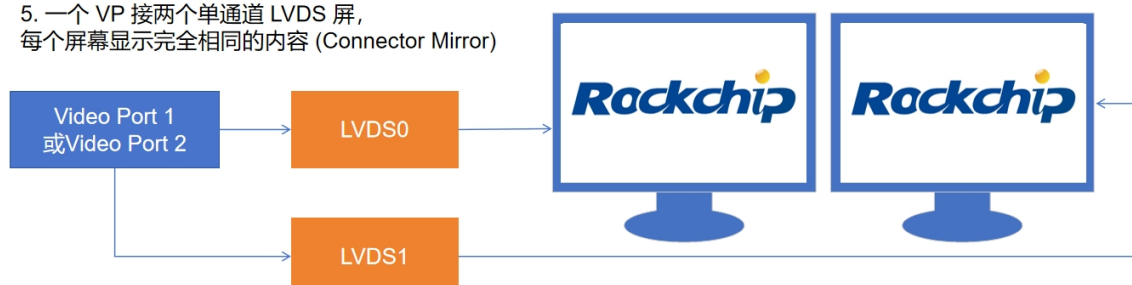 5. 一个 VP 接两个单通道 LVDS 屏,
每个屏幕显示完全相同的内容 (Connector Mirror)
Video Port 1
或Video Port 2
LVDS0
Rockchip
Rockchip
LVDS1